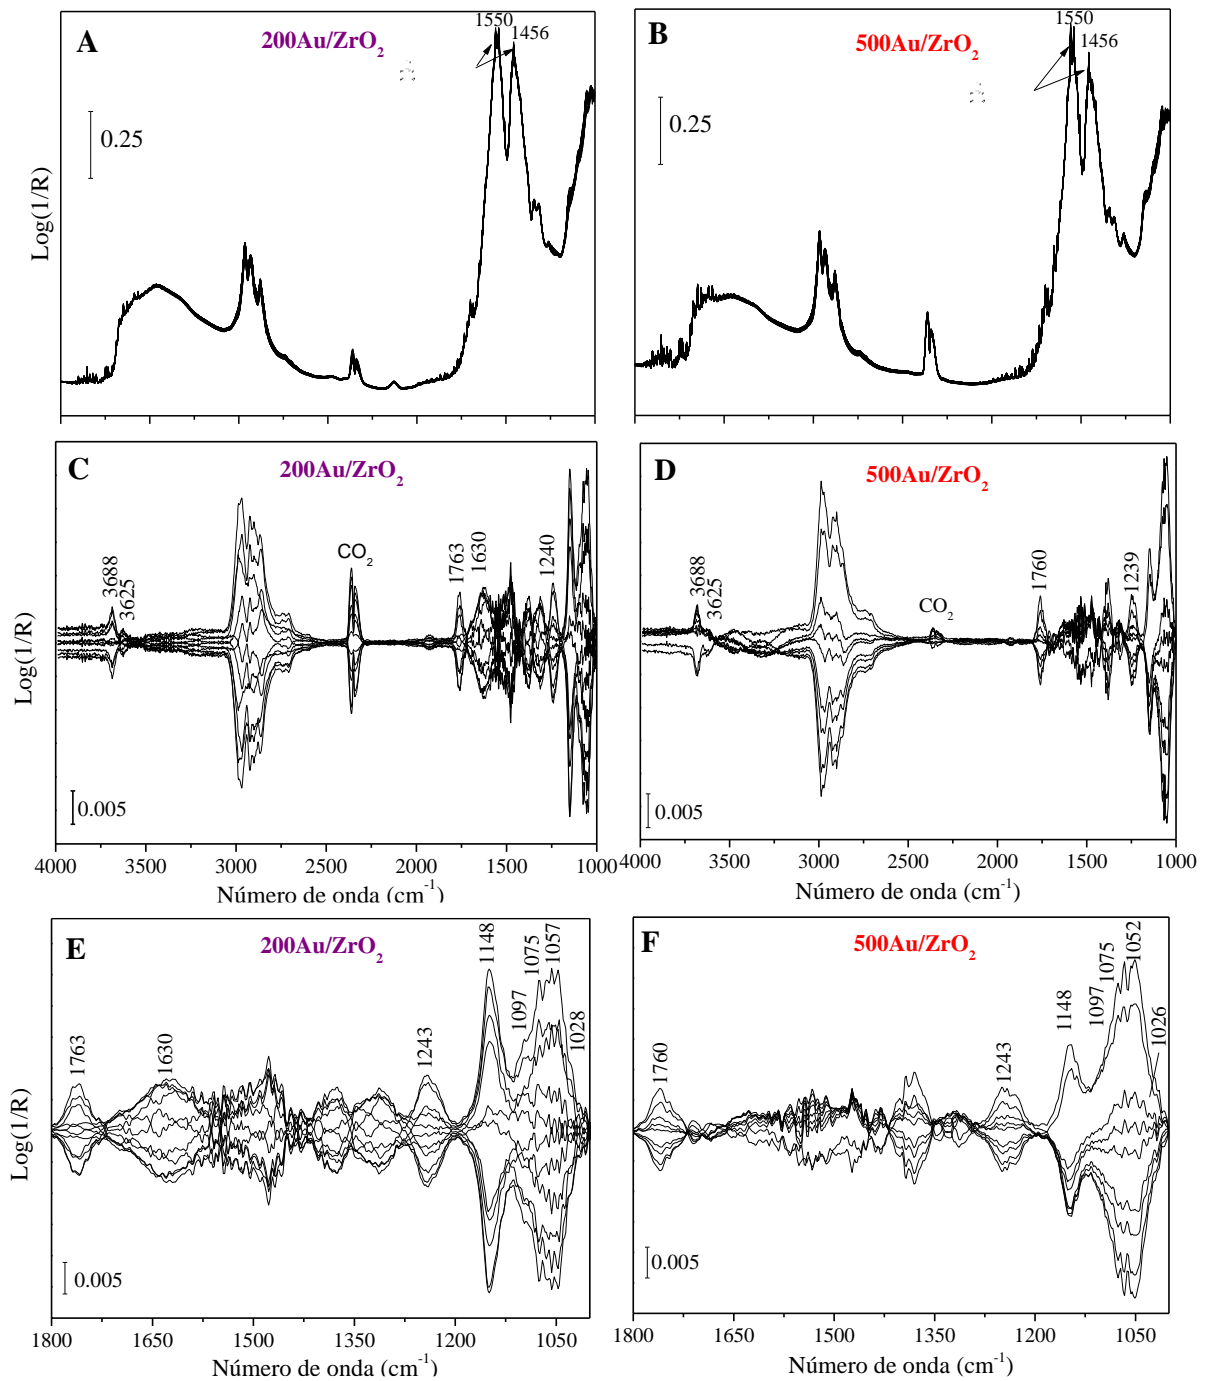 A
200Au/ZrO2
1550
1456
0.25
Log(1/R)
B
500Au/ZrO2
1550
1456
0.25
C
200Au/ZrO2
3688
3625
CO2
1763
1630
1240
0.005
Log(1/R)
4000 3500 3000 2500 2000 1500 1000
Número de onda (cm-1)
D
500Au/ZrO2
3688
3625
CO2
1760
1239
0.005
4000 3500 3000 2500 2000 1500 1000
Número de onda (cm-1)
E
200Au/ZrO2
1763
1630
1243
1148
1097
1075
1057
1028
0.005
Log(1/R)
1800 1650 1500 1350 1200 1050
Número de onda (cm-1)
F
500Au/ZrO2
1760
1243
1148
1097
1075
1052
1026
0.005
1800 1650 1500 1350 1200 1050
Número de onda (cm-1)